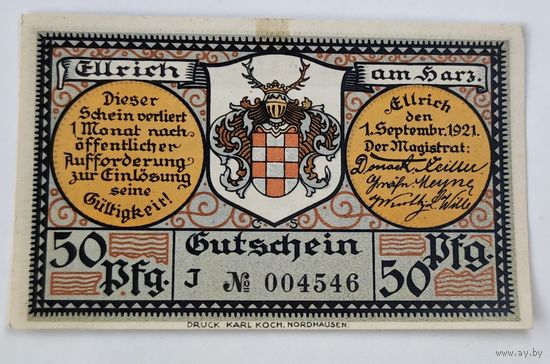 Ellrich am Harz.
Dieser
Schein verliert
1 Monat nach
öffentlicher
Aufforderung
zur Einlösung
seine
Gültigkeit!
Ellrich
den
1. Septembr. 1921.
Der Magistrat:
C S
Gutschein
50 Pfg. J No 004546 50 Pfg.
DRUCK KARL KOCH, NORDHAUSEN.
www.ay.by